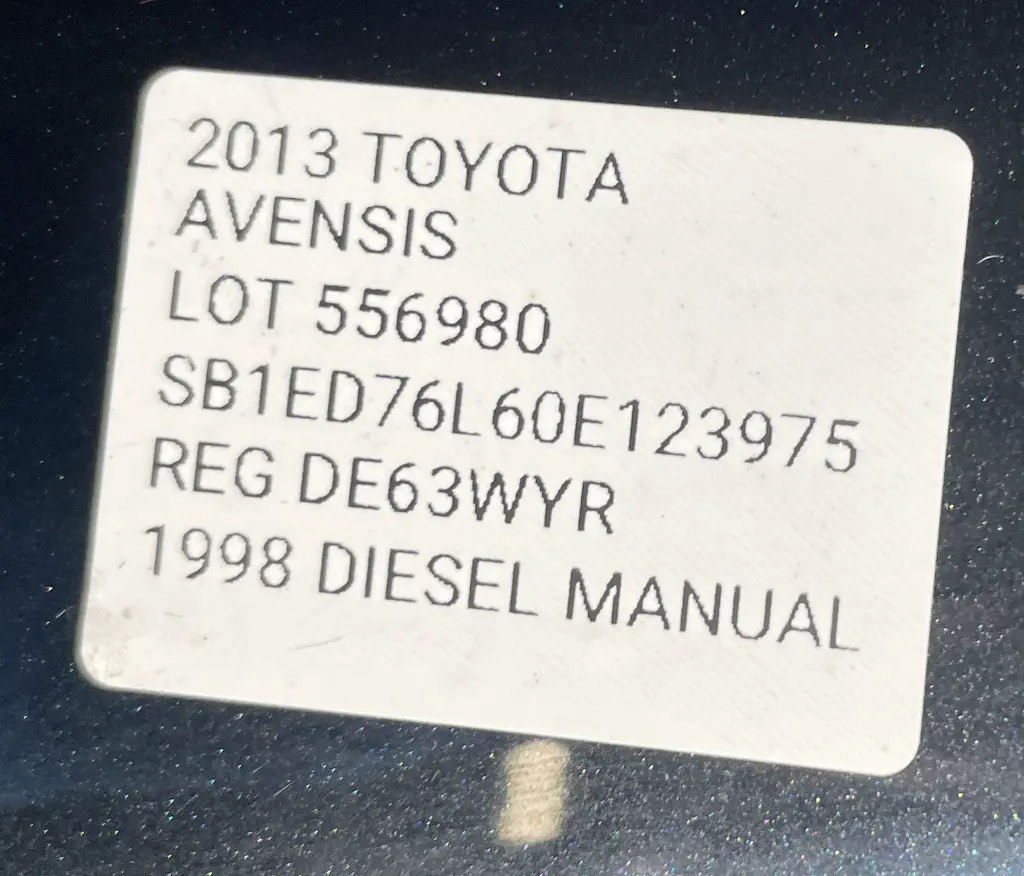 2013 TOYOTA
AVENSIS
LOT 556980
SB1ED76L60E123975
REG DE63WYR
1998 DIESEL MANUAL